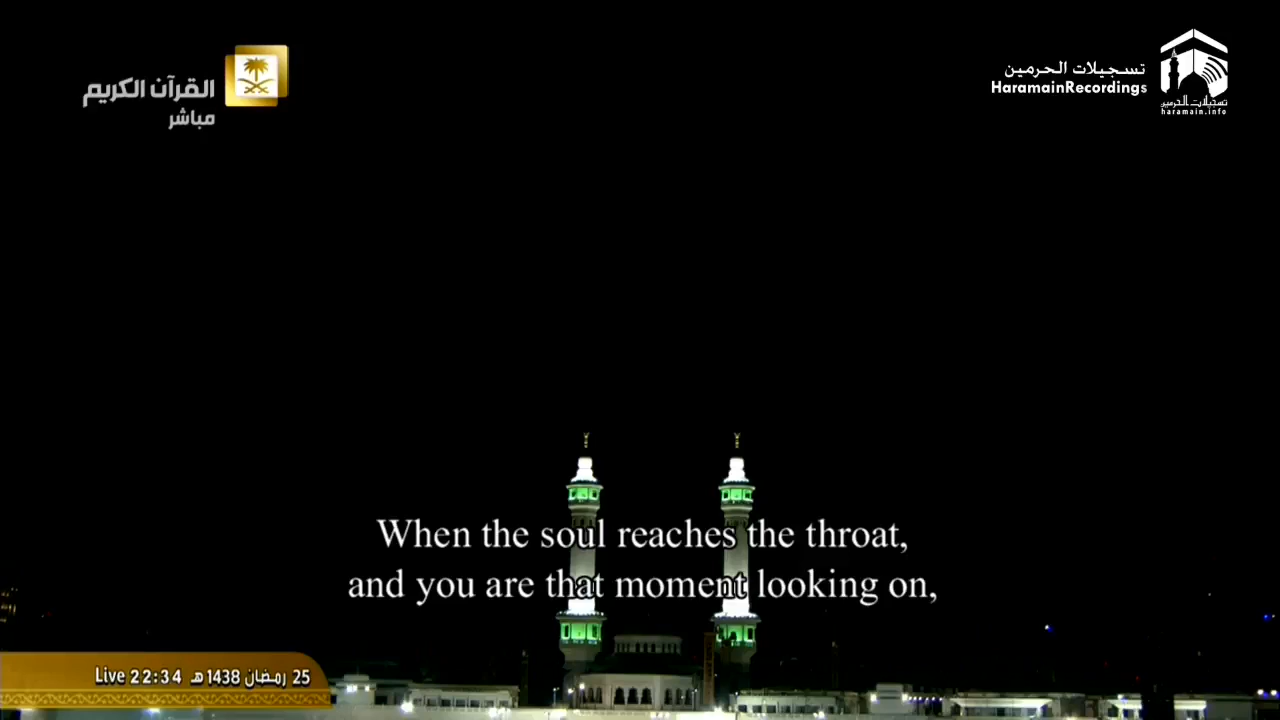 القرآن الكريم
مباشر
تسجيلات الحرمين
HaramainRecordings
تسجيلات الحرمين
haramain.info
When the soul reaches the throat,
and you are that moment looking on,
25 رمضان 1438 هـ Live 22:34